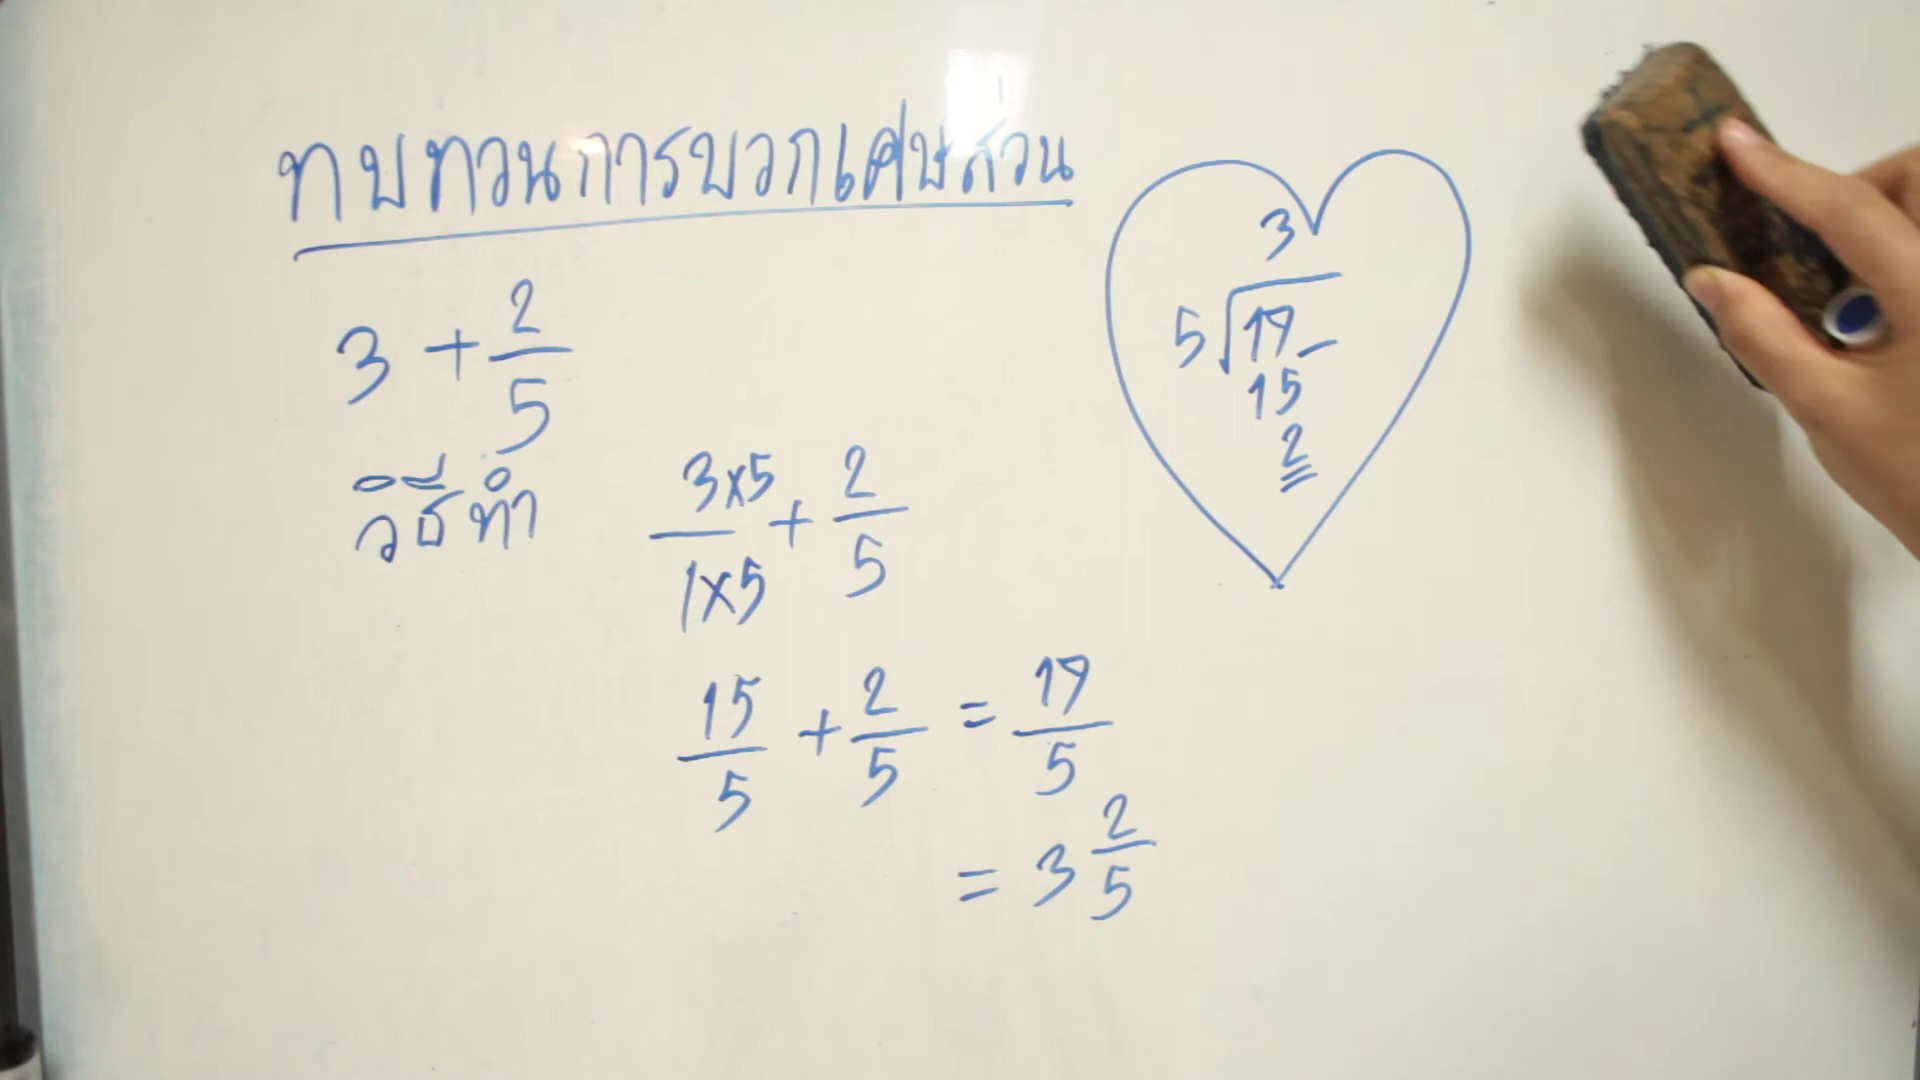 ทบทวนการบวกเศษส่วน
3 + 2/5
วิธีทำ
3x5/1x5 + 2/5
15/5 + 2/5 = 17/5
= 3 2/5
3
5√17 -
15
2